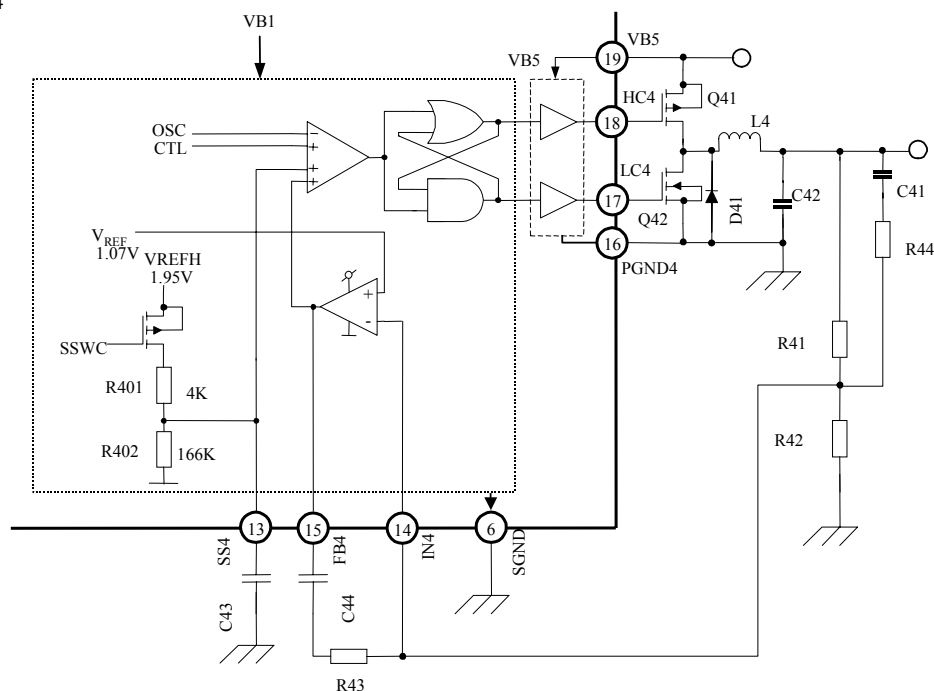 4
VB1
VB5
VB5
19
HC4
Q41
18
OSC
CTL
L4
LC4
17
Q42
D41
C42
C41
R44
16
PGND4
VREF
1.07V
VREFH
1.95V
SSWC
R401
4K
R402
166K
R41
R42
13
15
14
6
SS4
FB4
IN4
SGND
C43
C44
R43